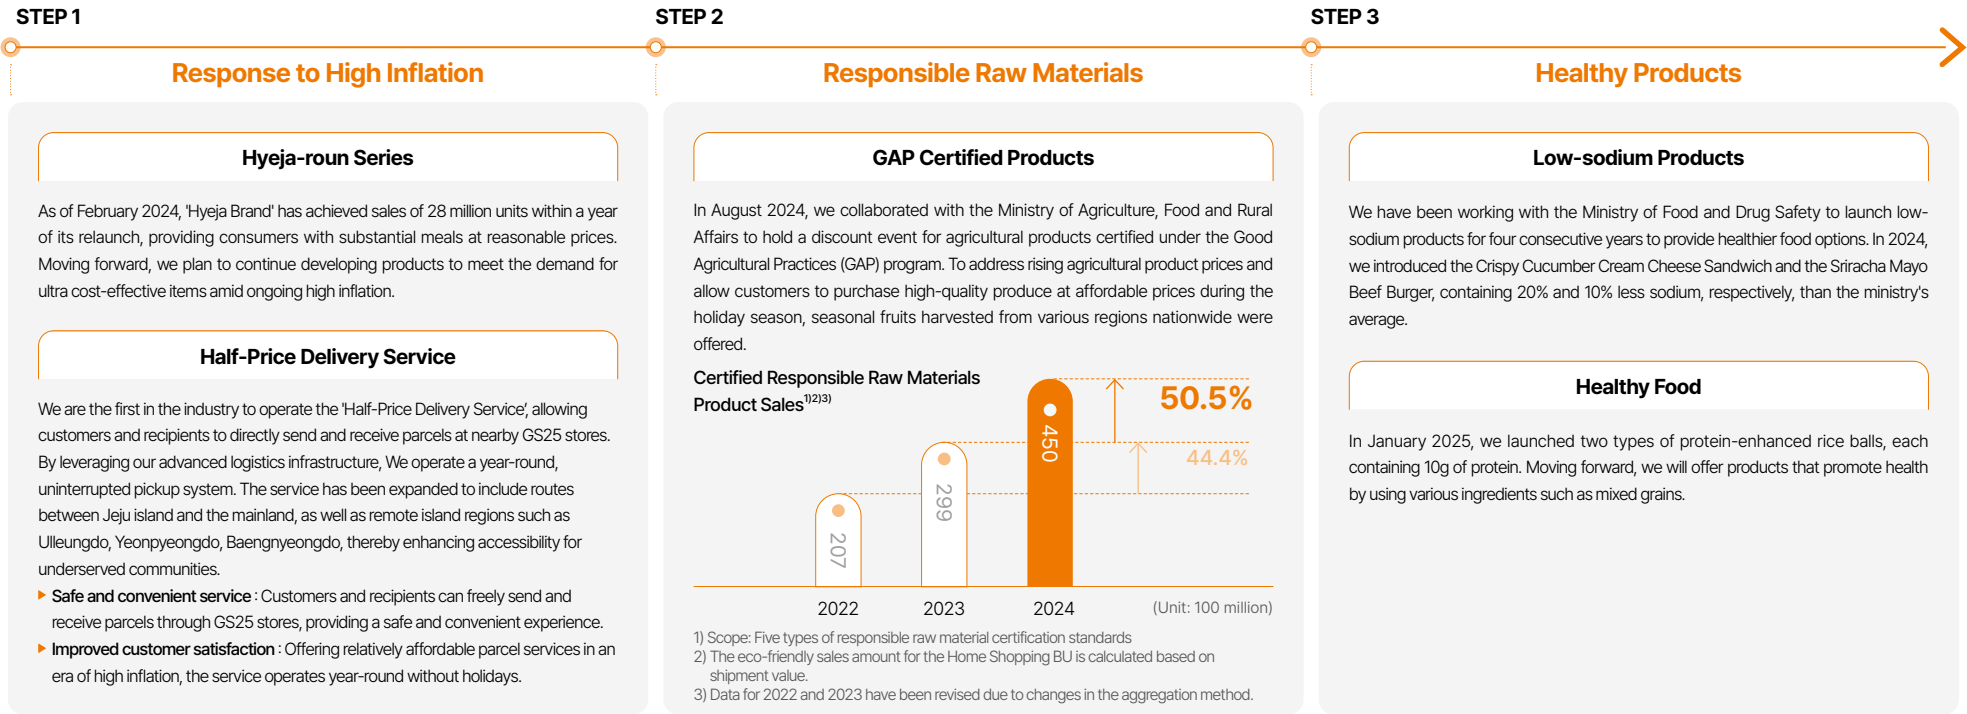 STEP 1
Response to High Inflation
Hyeja-roun Series
As of February 2024, 'Hyeja Brand' has achieved sales of 28 million units within a year
of its relaunch, providing consumers with substantial meals at reasonable prices.
Moving forward, we plan to continue developing products to meet the demand for
ultra cost-effective items amid ongoing high inflation.
Half-Price Delivery Service
We are the first in the industry to operate the 'Half-Price Delivery Service', allowing
customers and recipients to directly send and receive parcels at nearby GS25 stores.
By leveraging our advanced logistics infrastructure, We operate a year-round,
uninterrupted pickup system. The service has been expanded to include routes
between Jeju island and the mainland, as well as remote island regions such as
Ulleungdo, Yeonpyeongdo, Baengnyeongdo, thereby enhancing accessibility for
underserved communities.
Safe and convenient service : Customers and recipients can freely send and
receive parcels through GS25 stores, providing a safe and convenient experience.
Improved customer satisfaction : Offering relatively affordable parcel services in an
era of high inflation, the service operates year-round without holidays.
STEP 2
Responsible Raw Materials
GAP Certified Products
In August 2024, we collaborated with the Ministry of Agriculture, Food and Rural
Affairs to hold a discount event for agricultural products certified under the Good
Agricultural Practices (GAP) program. To address rising agricultural product prices and
allow customers to purchase high-quality produce at affordable prices during the
holiday season, seasonal fruits harvested from various regions nationwide were
offered.
Certified Responsible Raw Materials
Product Sales1)2)3)
50.5%
44.4%
207
299
450
2022
2023
2024
(Unit: 100 million)
1) Scope: Five types of responsible raw material certification standards
2) The eco-friendly sales amount for the Home Shopping BU is calculated based on
shipment value.
3) Data for 2022 and 2023 have been revised due to changes in the aggregation method.
STEP 3
Healthy Products
Low-sodium Products
We have been working with the Ministry of Food and Drug Safety to launch low-
sodium products for four consecutive years to provide healthier food options. In 2024,
we introduced the Crispy Cucumber Cream Cheese Sandwich and the Sriracha Mayo
Beef Burger, containing 20% and 10% less sodium, respectively, than the ministry's
average.
Healthy Food
In January 2025, we launched two types of protein-enhanced rice balls, each
containing 10g of protein. Moving forward, we will offer products that promote health
by using various ingredients such as mixed grains.